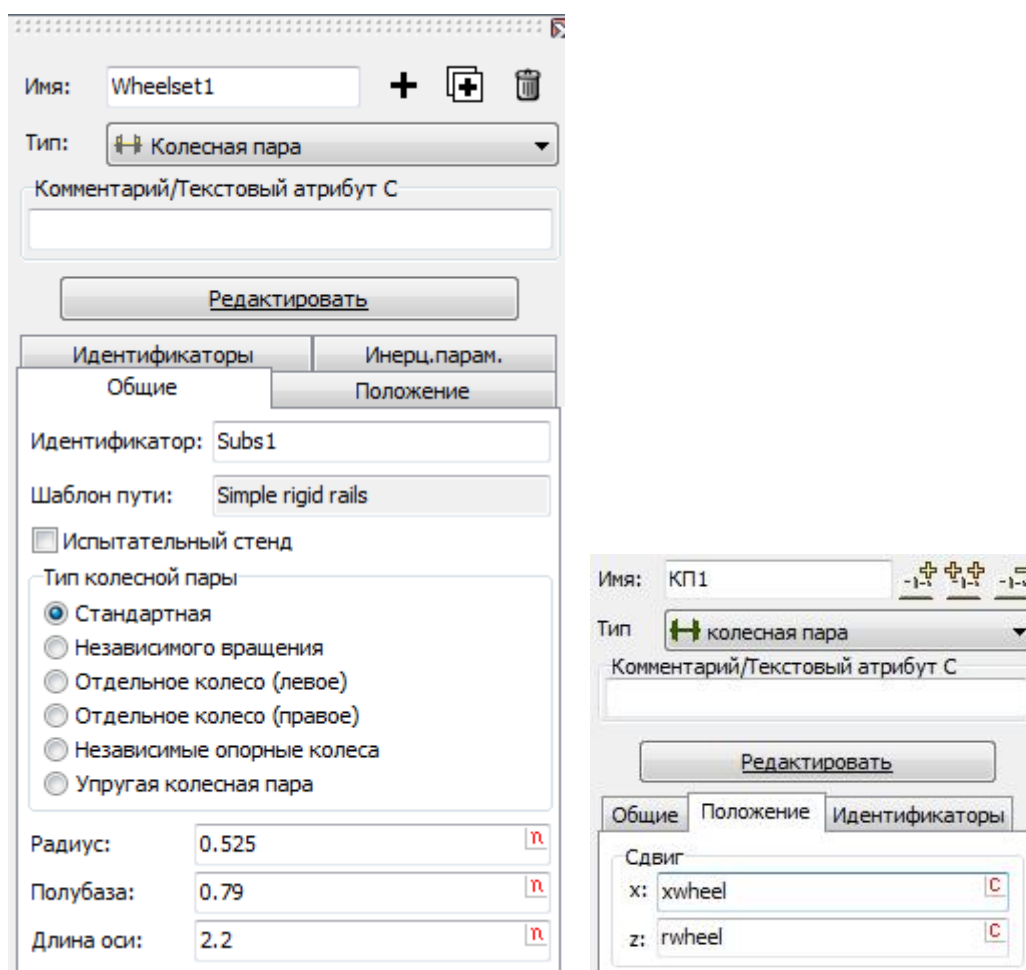 Имя: Wheelset1
Тип: Колесная пара
Комментарий/Текстовый атрибут C
Редактировать
Идентификаторы Инерц.парам.
Общие Положение
Идентификатор: Subs1
Шаблон пути: Simple rigid rails
Испытательный стенд
Тип колесной пары
Стандартная
Независимого вращения
Отдельное колесо (левое)
Отдельное колесо (правое)
Независимые опорные колеса
Упругая колесная пара
Радиус: 0.525 n
Полубаза: 0.79 n
Длина оси: 2.2 n
Имя: КП1
Тип колесная пара
Комментарий/Текстовый атрибут C
Редактировать
Общие Положение Идентификаторы
Сдвиг
x: xwheel C
z: rwheel C